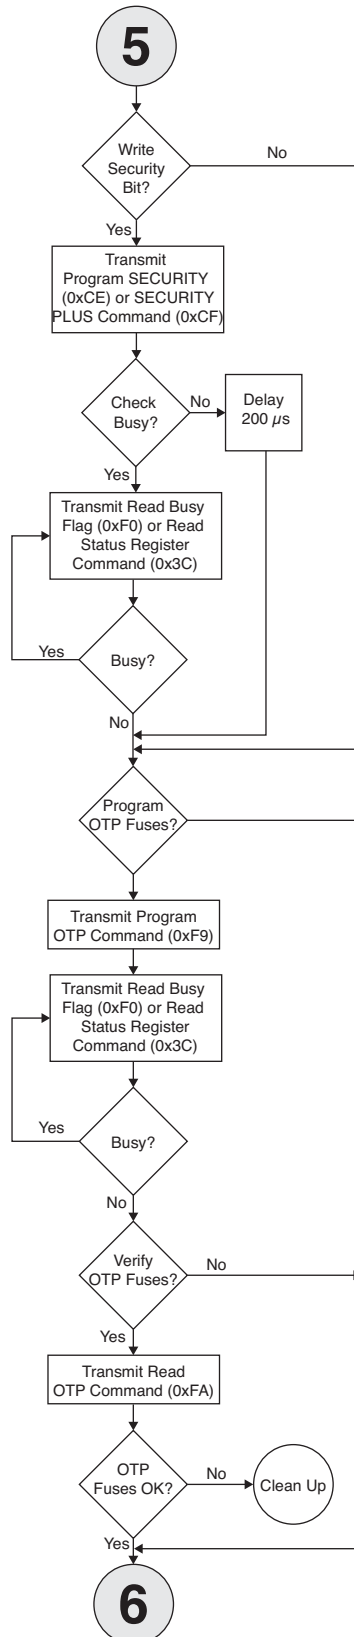 5
Write
Security
Bit?
No
Yes
Transmit
Program SECURITY
(0xCE) or SECURITY
PLUS Command (0xCF)
Check
Busy?
No
Delay
200 µs
Yes
Transmit Read Busy
Flag (0xF0) or Read
Status Register
Command (0x3C)
Yes
Busy?
No
Program
OTP Fuses?
Transmit Program
OTP Command (0xF9)
Transmit Read Busy
Flag (0xF0) or Read
Status Register
Command (0x3C)
Yes
Busy?
No
Verify
OTP Fuses?
No
Yes
Transmit Read
OTP Command (0xFA)
OTP
Fuses OK?
No
Clean Up
Yes
6